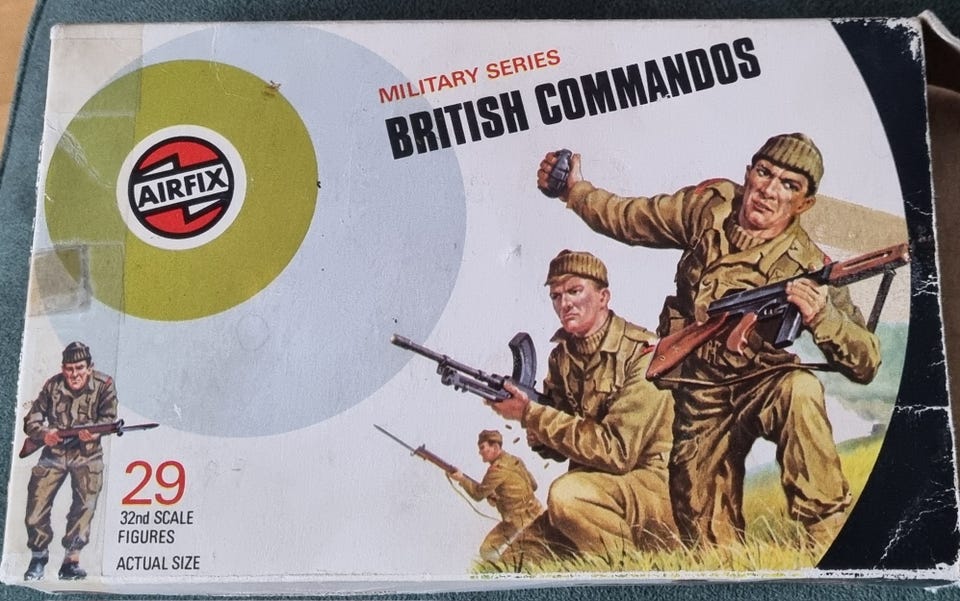 MILITARY SERIES
BRITISH COMMANDOS
AIRFIX
29
32nd SCALE
FIGURES
ACTUAL SIZE